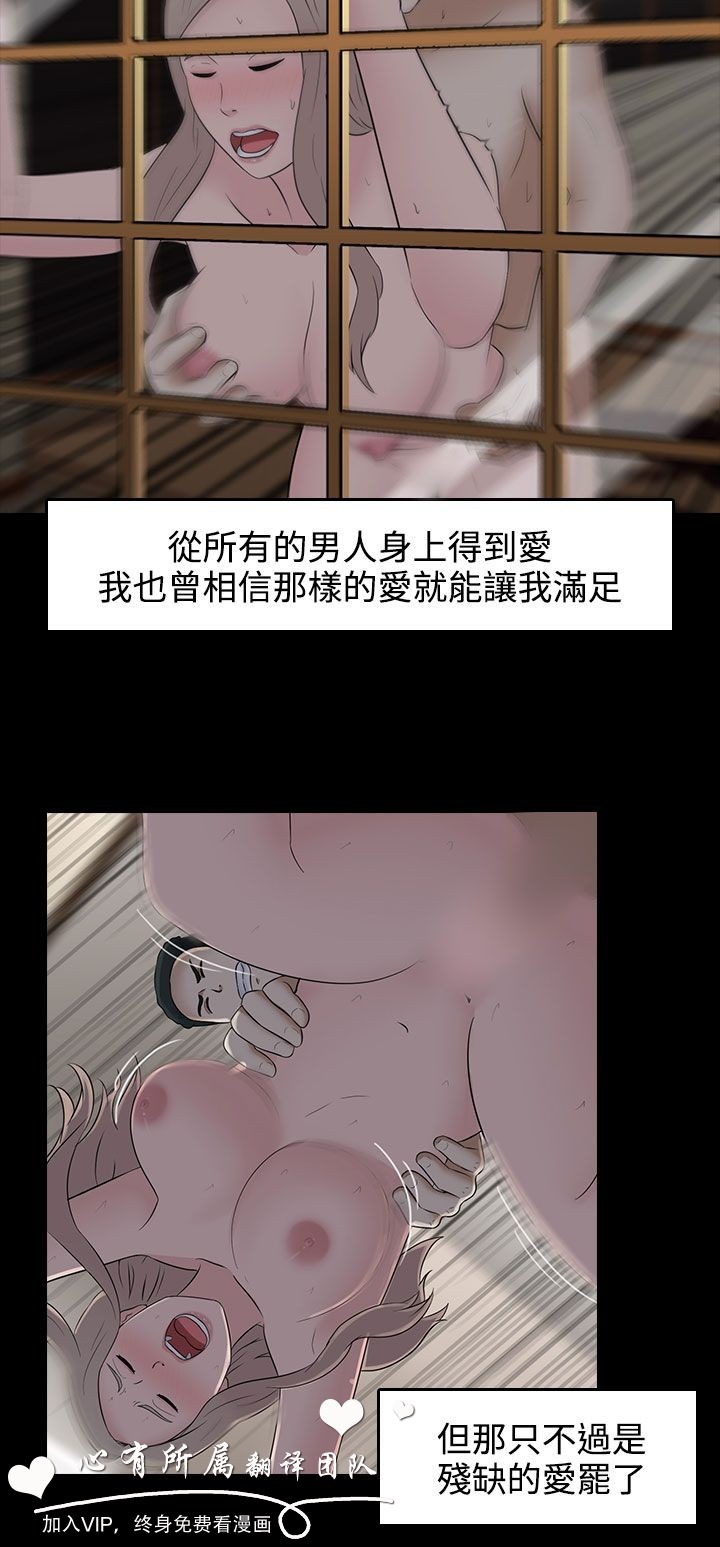 從所有的男人身上得到愛
我也曾相信那樣的愛就能讓我滿足
但那只不過是
殘缺的愛罷了
心有所属翻译团队
加入VIP，终身免费看漫画